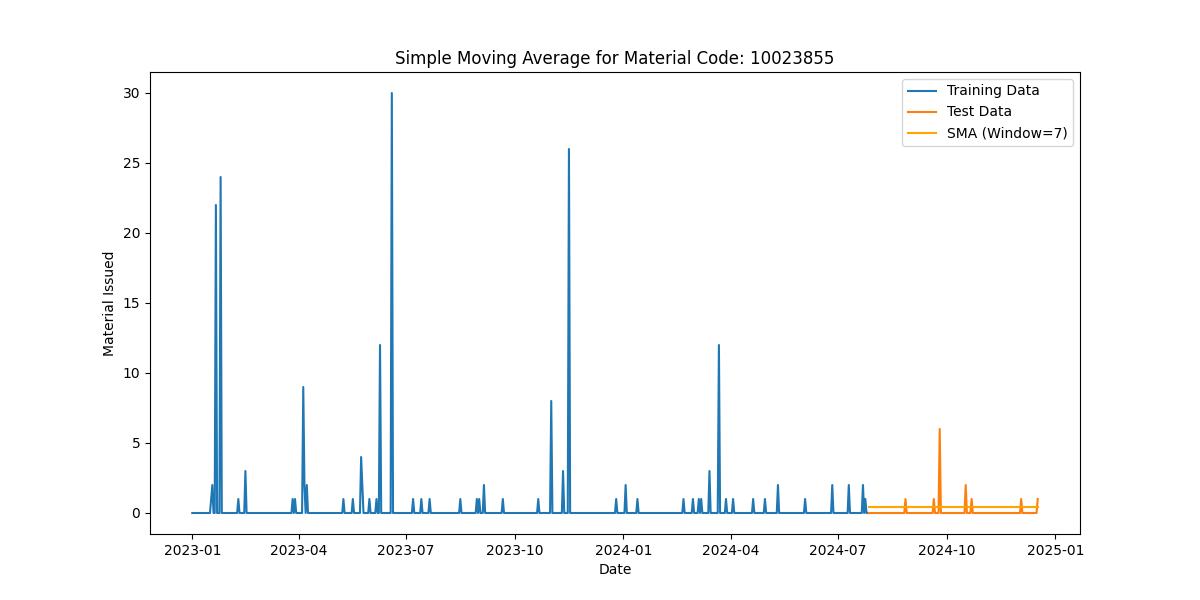 Simple Moving Average for Material Code: 10023855
Training Data
Test Data
SMA (Window=7)
Material Issued
30
25
20
15
10
5
0
2023-01 2023-04 2023-07 2023-10 2024-01 2024-04 2024-07 2024-10 2025-01
Date